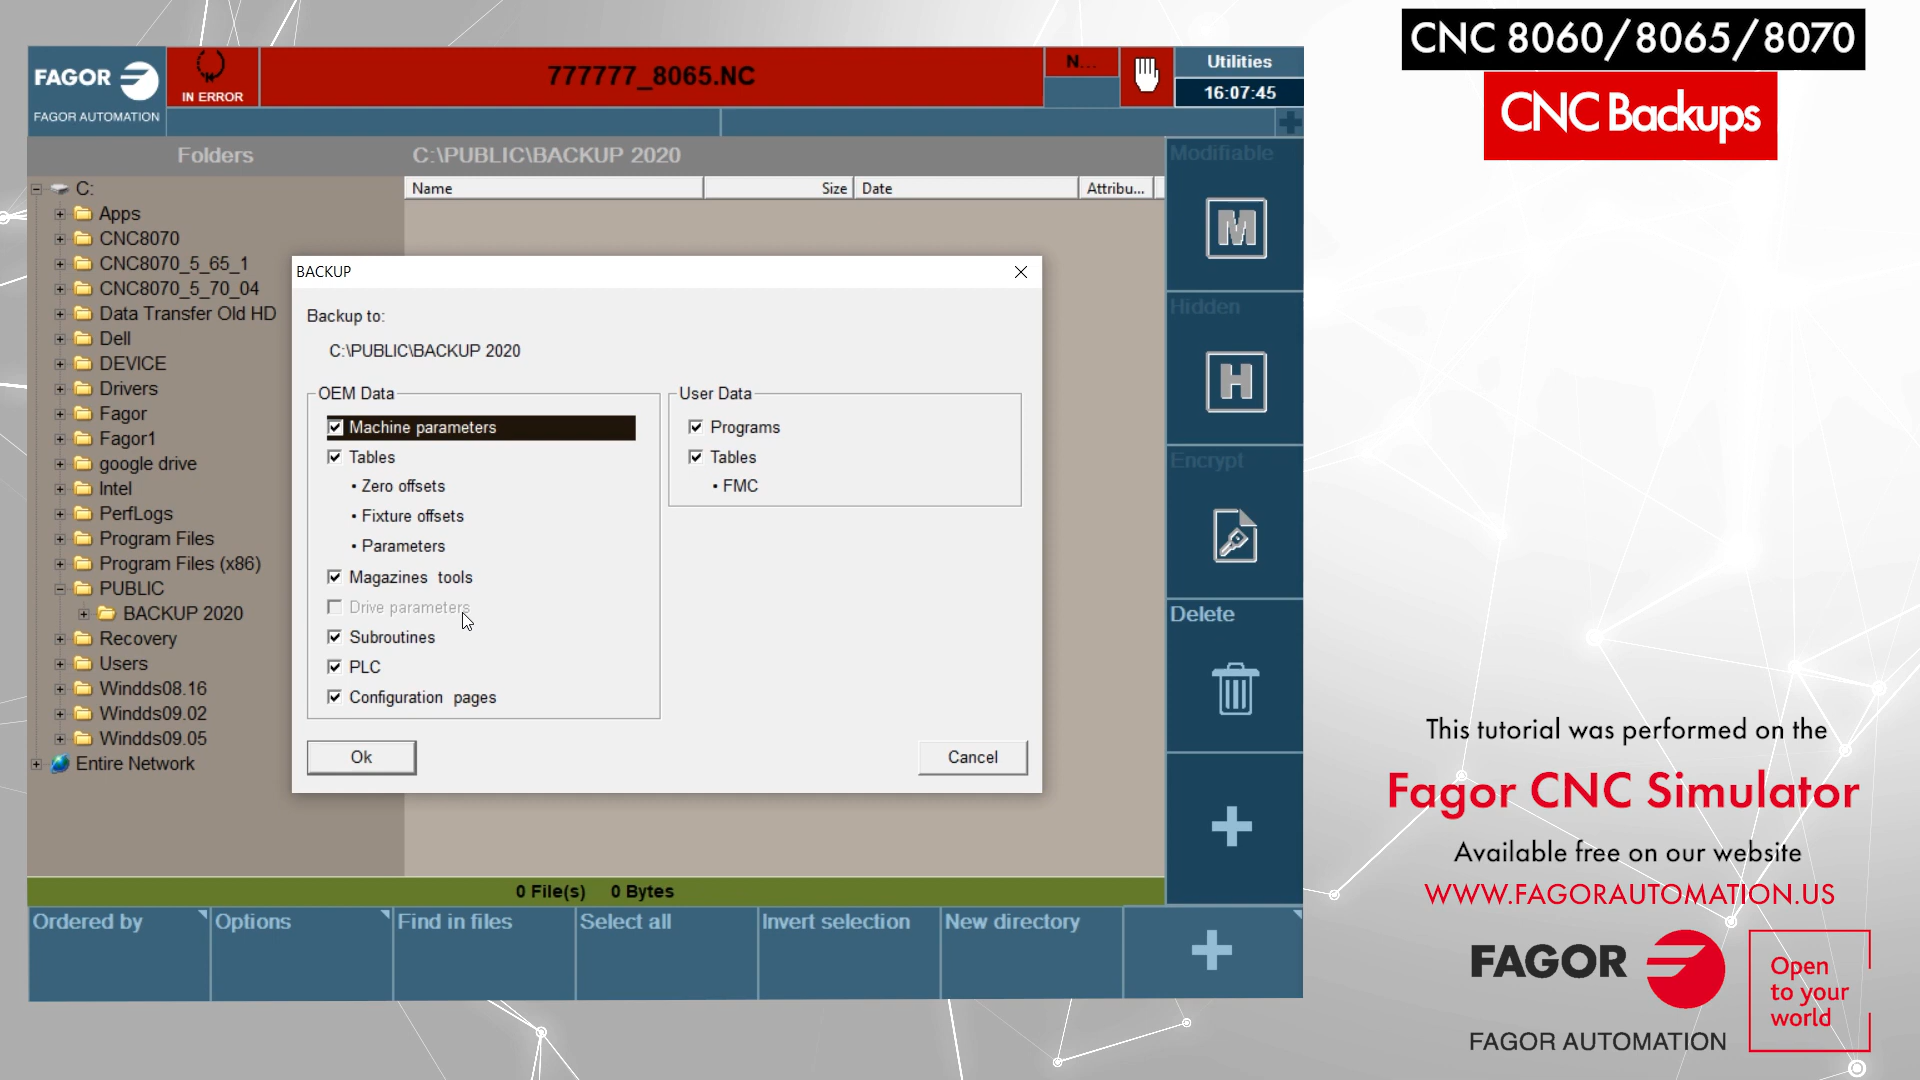 CNC 8060/8065/8070
CNC Backups
FAGOR
FAGOR AUTOMATION
IN ERROR
777777_8065.NC
N...
Utilities
16:07:45
Folders
C:\PUBLIC\BACKUP 2020
Name
Size
Date
Attribu...
C:
Apps
CNC8070
CNC8070_5_65_1
CNC8070_5_70_04
Data Transfer Old HD
Dell
DEVICE
Drivers
Fagor
Fagor1
google drive
Intel
PerfLogs
Program Files
Program Files (x86)
PUBLIC
BACKUP 2020
Recovery
Users
Windds08.16
Windds09.02
Windds09.05
Entire Network
BACKUP
Backup to:
C:\PUBLIC\BACKUP 2020
OEM Data
Machine parameters
Tables
• Zero offsets
• Fixture offsets
• Parameters
Magazines tools
Drive parameters
Subroutines
PLC
Configuration pages
User Data
Programs
Tables
• FMC
Ok
Cancel
Modifiable
M
Hidden
H
Encrypt
Delete
0 File(s) 0 Bytes
Ordered by
Options
Find in files
Select all
Invert selection
New directory
This tutorial was performed on the
Fagor CNC Simulator
Available free on our website
WWW.FAGORAUTOMATION.US
FAGOR
FAGOR AUTOMATION
Open
to your
world